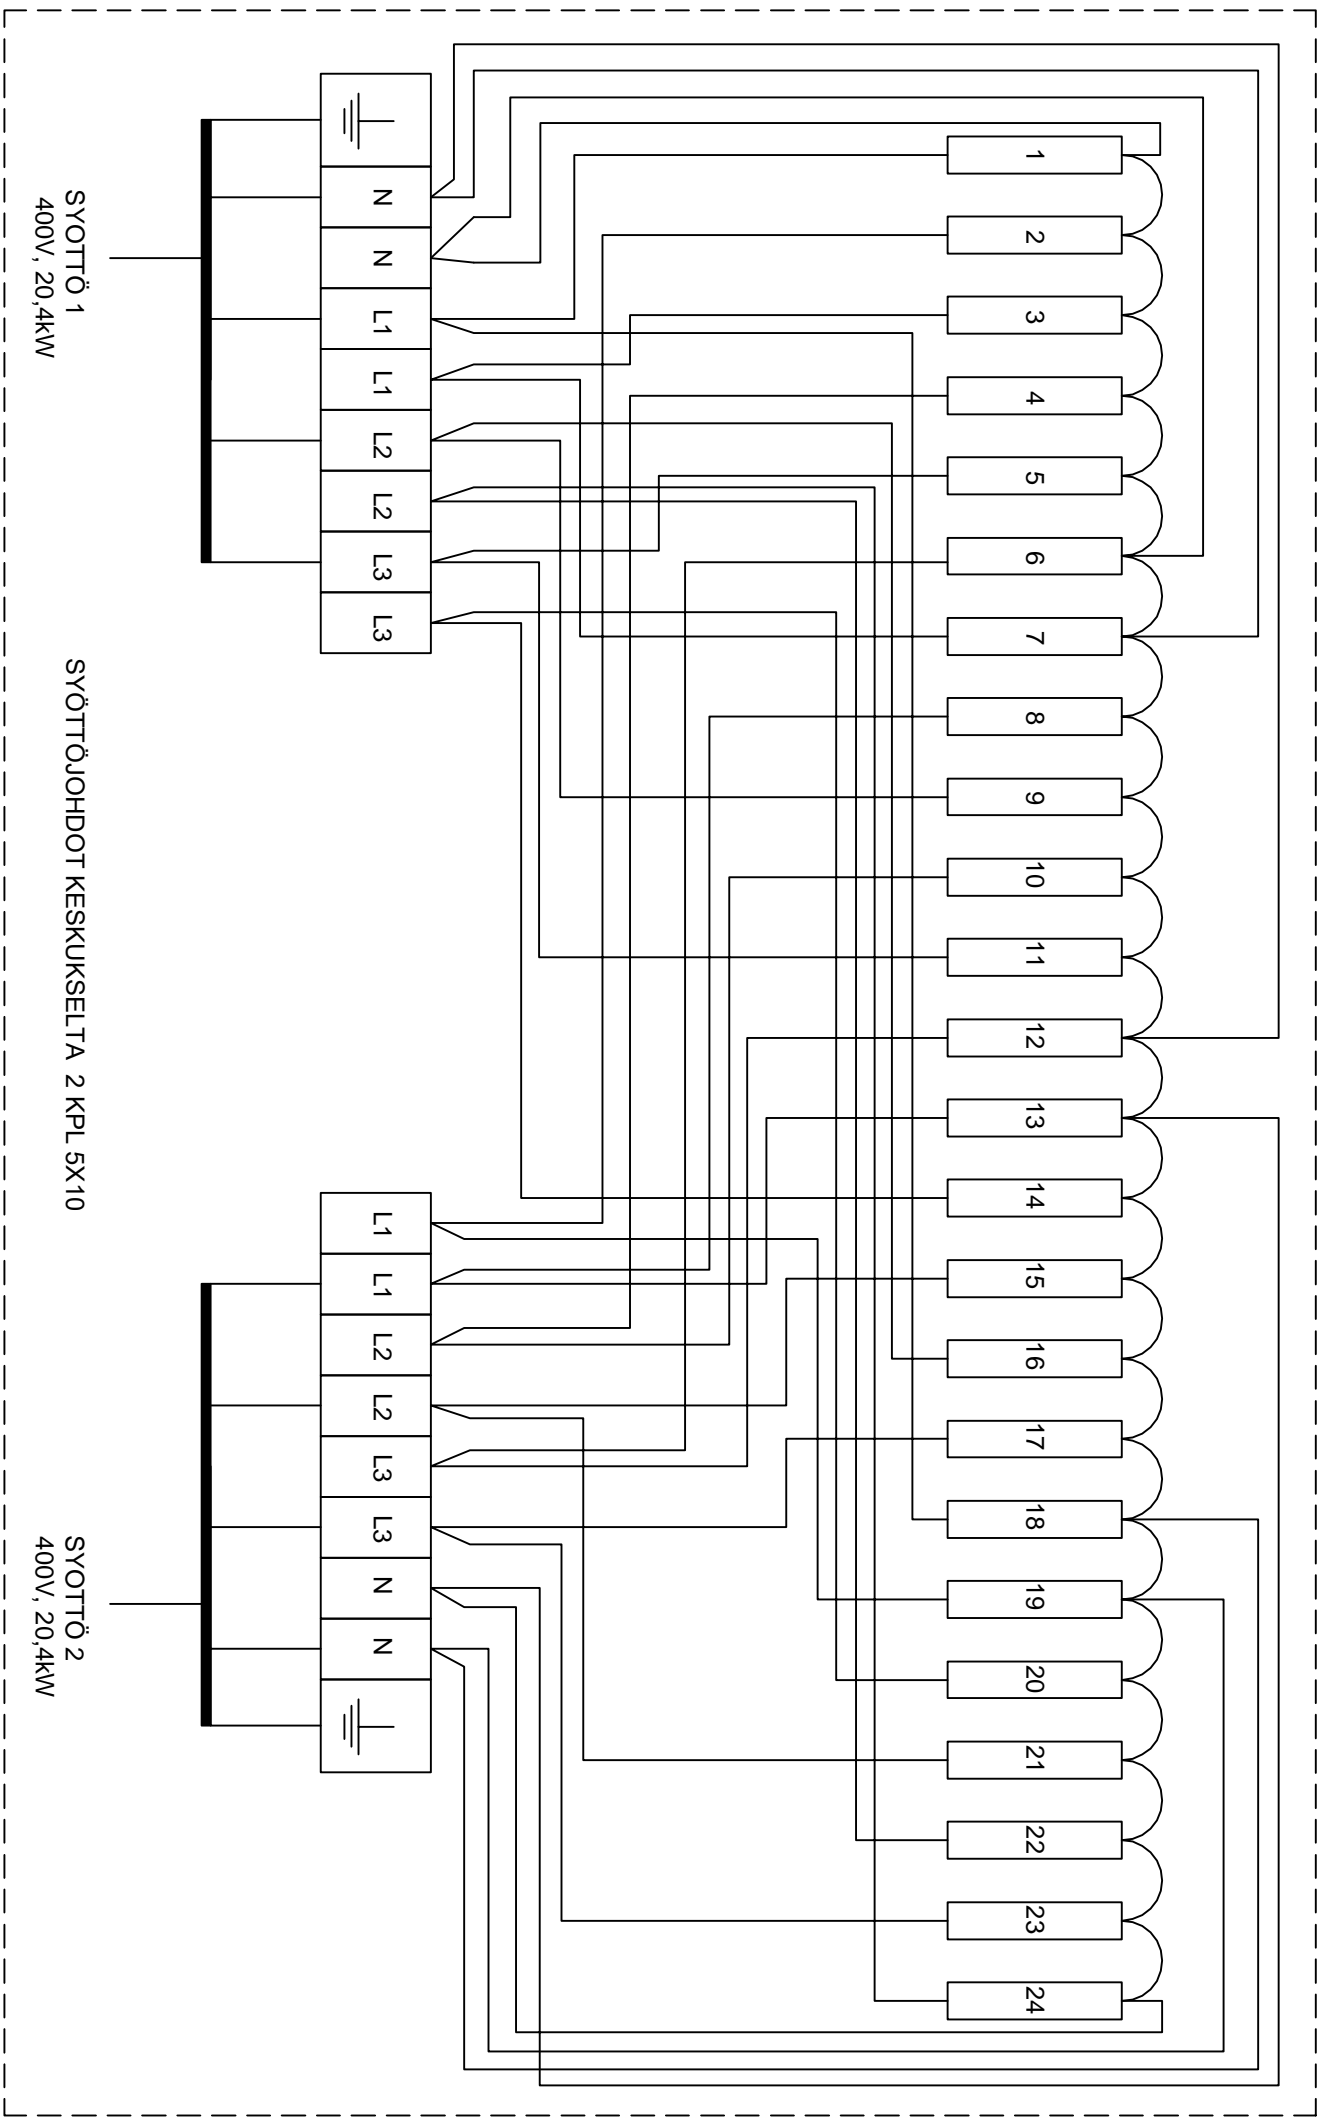 1
2
3
4
5
6
7
8
9
10
11
12
13
14
15
16
17
18
19
20
21
22
23
24
N
N
L1
L1
L2
L2
L3
L3
L1
L1
L2
L2
L3
L3
N
N
SYOTTÖ 1
400V, 20,4kW
SYÖTTÖJOHDOT KESKUKSELTA 2 KPL 5X10
SYOTTÖ 2
400V, 20,4kW